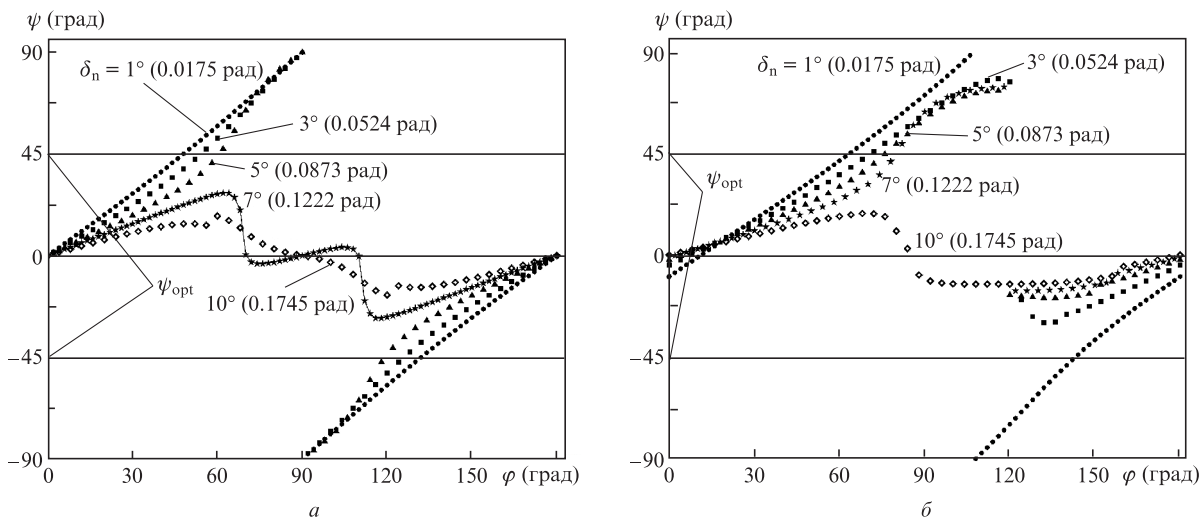 ψ (град)
90
δn = 1° (0.0175 рад)
3° (0.0524 рад)
45
5° (0.0873 рад)
7° (0.1222 рад)
0
ψopt
10° (0.1745 рад)
−45
−90
0
30
60
90
120
150
φ (град)
а
ψ (град)
90
δn = 1° (0.0175 рад)
3° (0.0524 рад)
45
5° (0.0873 рад)
ψopt
7° (0.1222 рад)
10° (0.1745 рад)
0
−45
−90
0
30
60
90
120
150
φ (град)
б